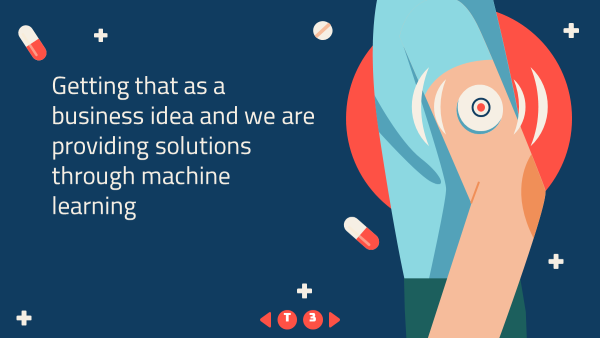 Getting that as a
business idea and we are
providing solutions
through machine
learning
T 3